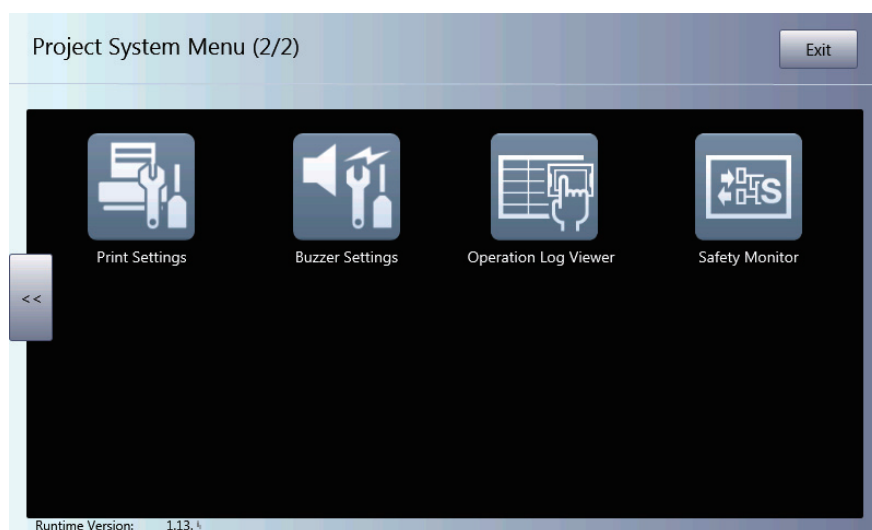 Project System Menu (2/2)
Exit
Print Settings
Buzzer Settings
Operation Log Viewer
Safety Monitor
<<
Runtime Version: 1.13.